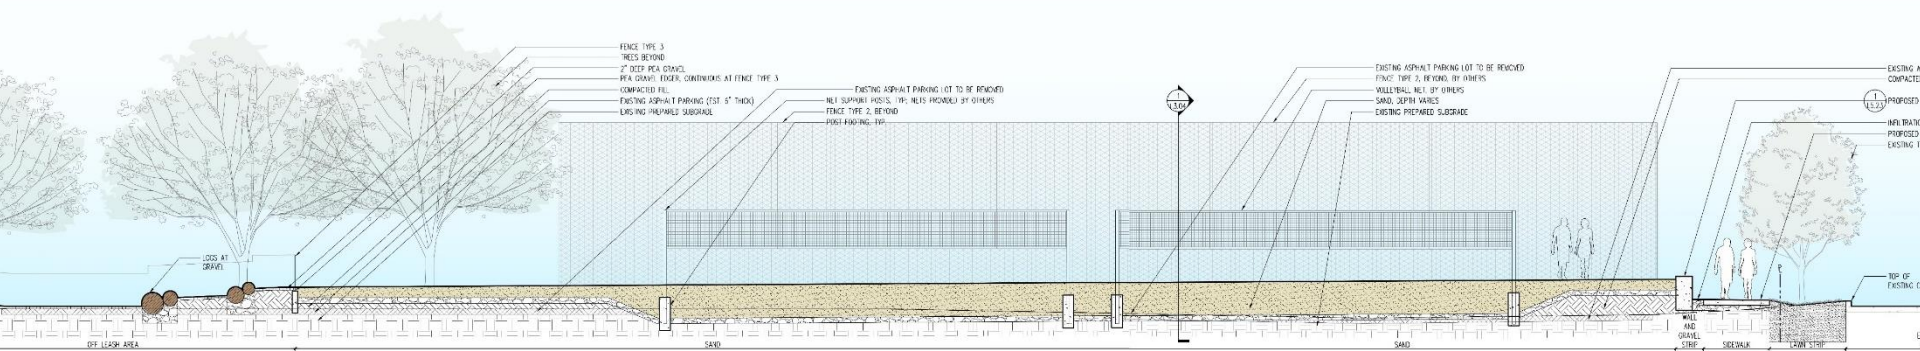 FENCE TYPE 3
TREES BEYOND
2" DEEP PEA GRAVEL
PEA GRAVEL EDGER, CONTINUOUS AT FENCE TYPE 3
COMPACTED FILL
EXISTING ASPHALT PARKING (EST. 6" THICK)
EXISTING PREPARED SUBGRADE
EXISTING ASPHALT PARKING LOT TO BE REMOVED
NET SUPPORT POSTS, TYP; NETS PROVIDED BY OTHERS
FENCE TYPE 2, BEYOND
POST FOOTING, TYP.
1
L3.04
EXISTING ASPHALT PARKING LOT TO BE REMOVED
FENCE TYPE 2, BEYOND, BY OTHERS
VOLLEYBALL NET, BY OTHERS
SAND, DEPTH VARIES
EXISTING PREPARED SUBGRADE
EXISTING A
COMPACTED
1
PROPOSED
INFILTRATIO
PROPOSED
EXISTING T
LOGS AT
GRAVEL
TOP OF
EXISTING C
OFF LEASH AREA
SAND
SAND
WALL
AND
GRAVEL
STRIP
SIDEWALK
LAWN STRIP